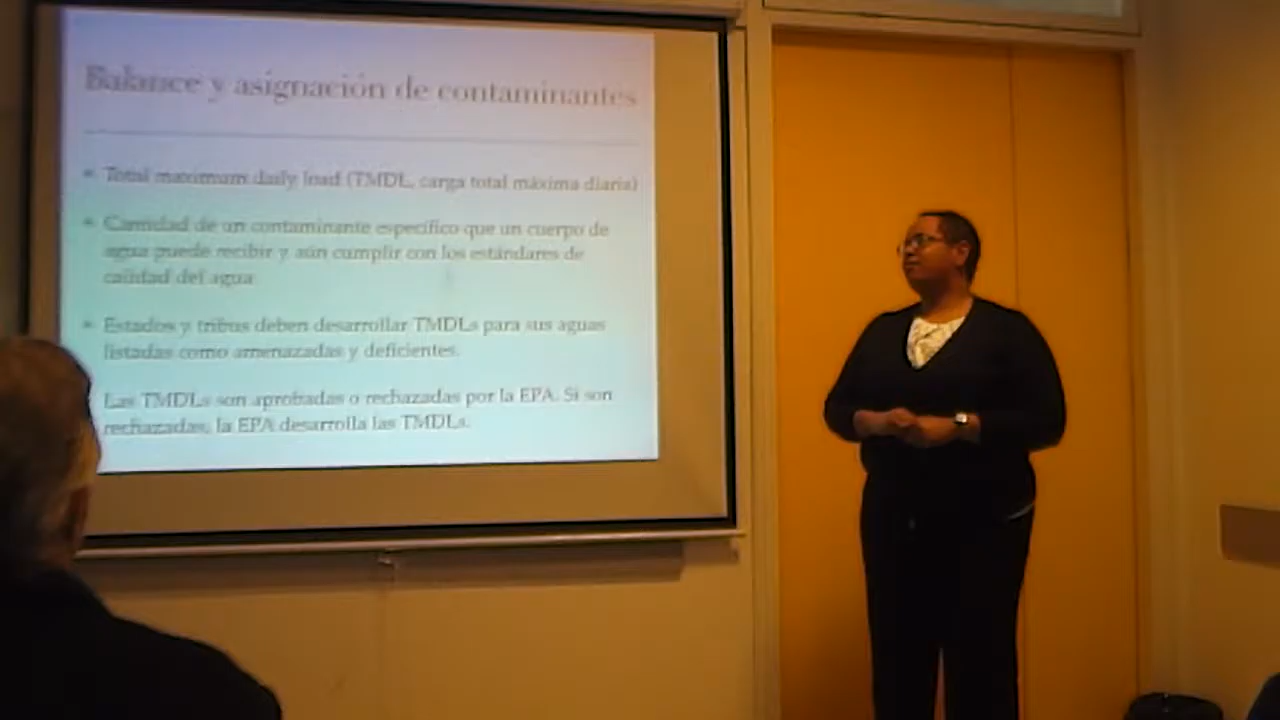 Balance y asignación de contaminantes
Total maximum daily load (TMDL, carga total máxima diaria)
Cantidad de un contaminante específico que un cuerpo de
agua puede recibir y aún cumplir con los estándares de
calidad del agua
Estados y tribus deben desarrollar TMDLs para sus aguas
listadas como amenazadas y deficientes.
Las TMDLs son aprobadas o rechazadas por la EPA. Si son
rechazadas, la EPA desarrolla las TMDLs.